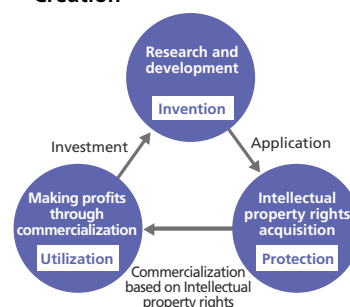 Creation
Research and
development
Invention
Investment
Application
Making profits
through
commercialization
Utilization
Intellectual
property rights
acquisition
Protection
Commercialization
based on Intellectual
property rights